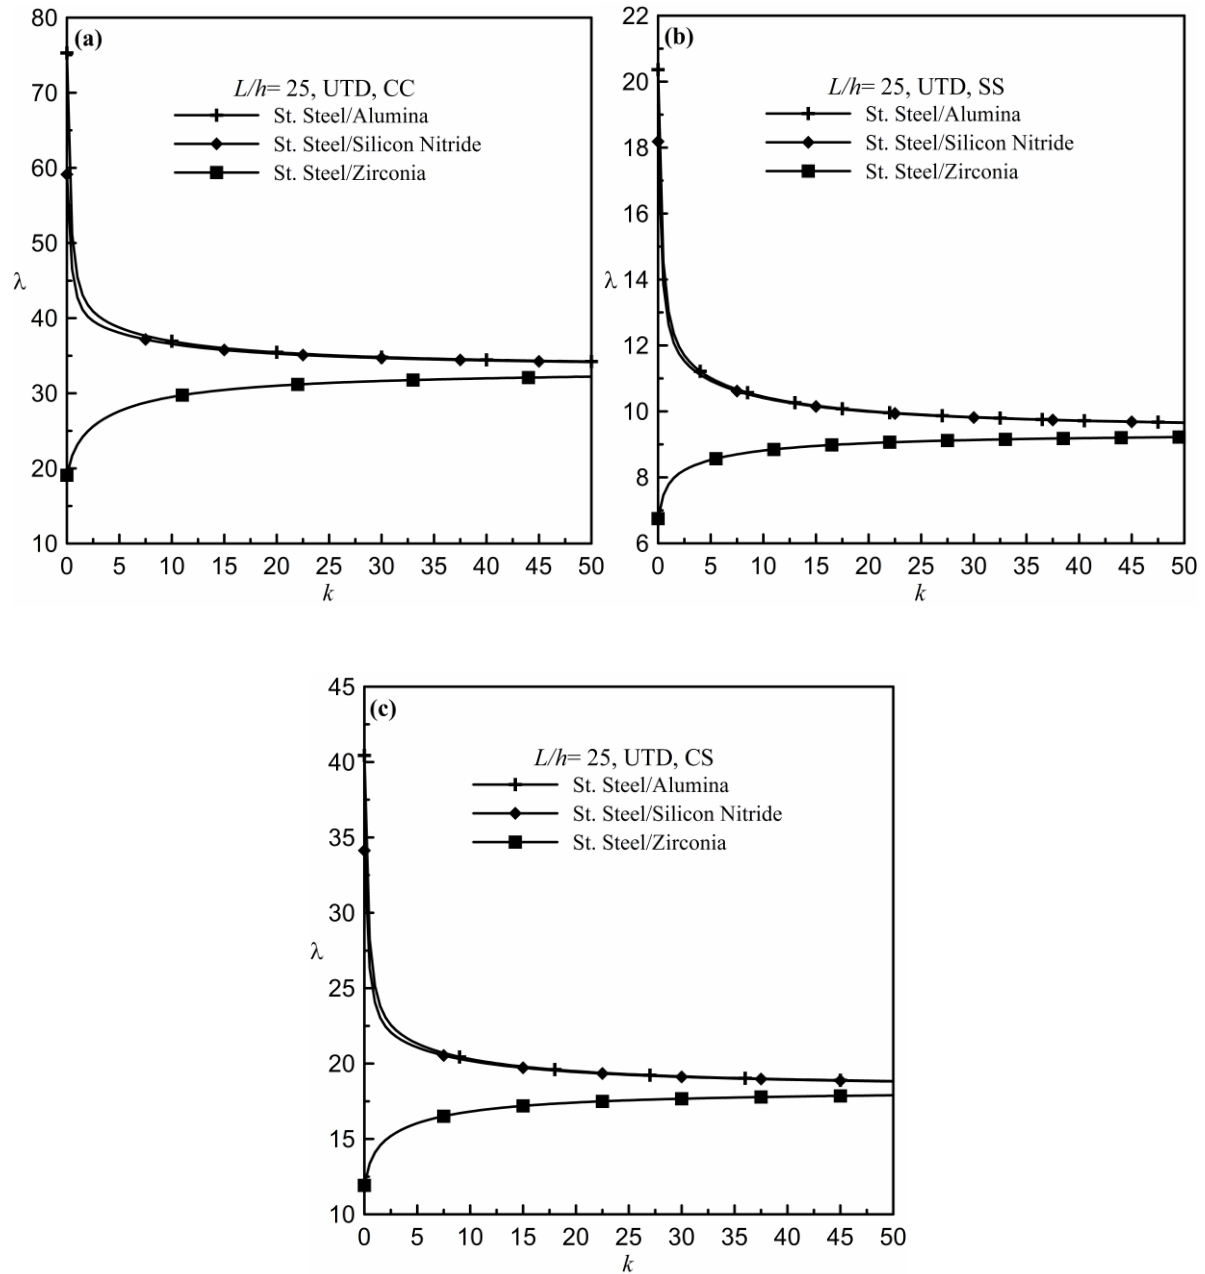 (a)
L/h= 25, UTD, CC
St. Steel/Alumina
St. Steel/Silicon Nitride
St. Steel/Zirconia
80
70
60
50
40
30
20
10
λ
0 5 10 15 20 25 30 35 40 45 50
k
(b)
L/h= 25, UTD, SS
St. Steel/Alumina
St. Steel/Silicon Nitride
St. Steel/Zirconia
22
20
18
16
14
12
10
8
6
λ
0 5 10 15 20 25 30 35 40 45 50
k
(c)
L/h= 25, UTD, CS
St. Steel/Alumina
St. Steel/Silicon Nitride
St. Steel/Zirconia
45
40
35
30
25
20
15
10
λ
0 5 10 15 20 25 30 35 40 45 50
k